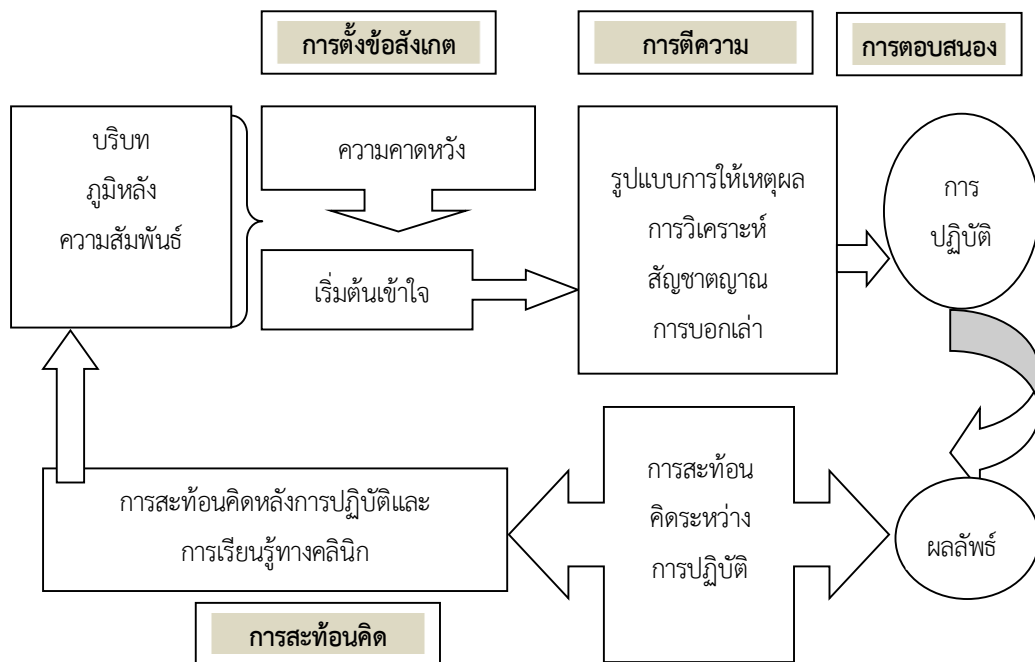 การตั้งข้อสังเกต
การตีความ
การตอบสนอง
บริบท
ภูมิหลัง
ความสัมพันธ์
ความคาดหวัง
เริ่มต้นเข้าใจ
รูปแบบการให้เหตุผล
การวิเคราะห์
สัญชาตญาณ
การบอกเล่า
การ
ปฏิบัติ
การสะท้อนคิดหลังการปฏิบัติและ
การเรียนรู้ทางคลินิก
การสะท้อน
คิดระหว่าง
การปฏิบัติ
ผลลัพธ์
การสะท้อนคิด